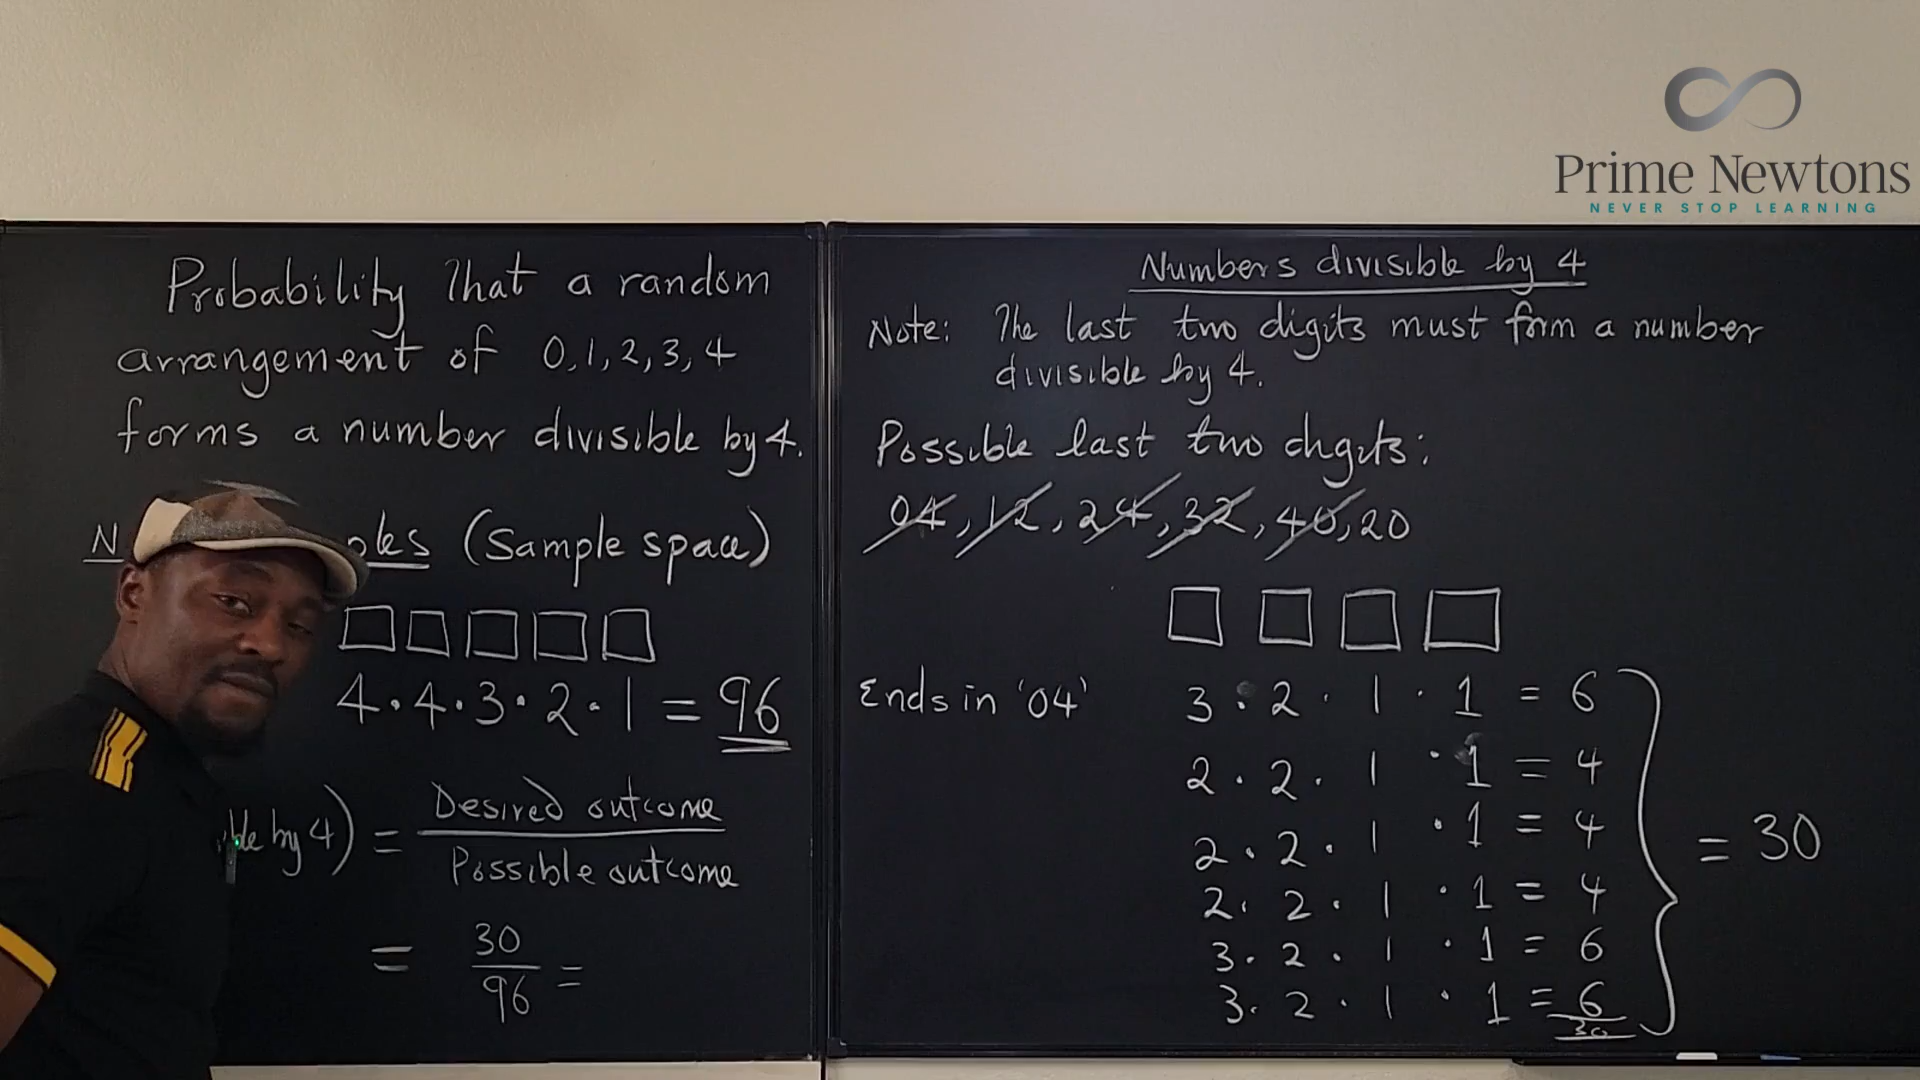 Prime Newtons
NEVER STOP LEARNING
Probability that a random
arrangement of 0,1,2,3,4
forms a number divisible by 4.
(Sample space)
4·4·3·2·1 = 96
by 4) = Desired outcome
Possible outcome
= 30
96 =
Numbers divisible by 4
Note: The last two digits must form a number
divisible by 4.
Possible last two digits:
04, 12, 24, 32, 40, 20
Ends in '04' 3 · 2 · 1 · 1 = 6
2 · 2 · 1 · 1 = 4
2 · 2 · 1 · 1 = 4
2 · 2 · 1 · 1 = 4
3 · 2 · 1 · 1 = 6
3 · 2 · 1 · 1 = 6
30
= 30